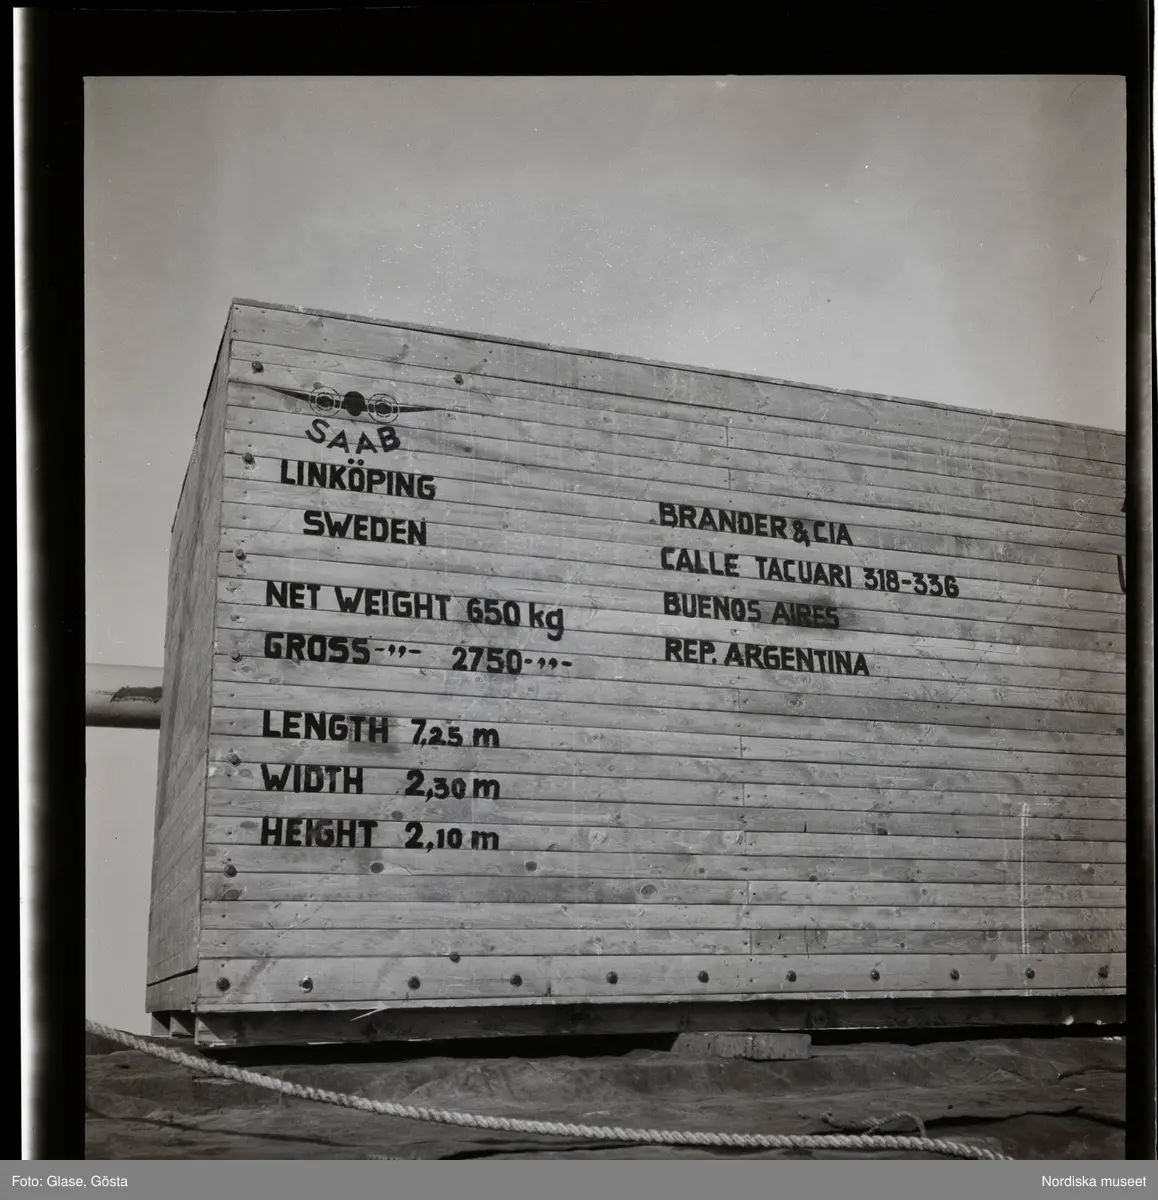 SAAB
LINKÖPING
SWEDEN
NET WEIGHT 650 kg
GROSS -"- 2750 -"-
LENGTH 7,25 m
WIDTH 2,30 m
HEIGHT 2,10 m
BRANDER & CIA
CALLE TACUARI 318-336
BUENOS AIRES
REP. ARGENTINA
Foto: Glase, Gösta
Nordiska museet